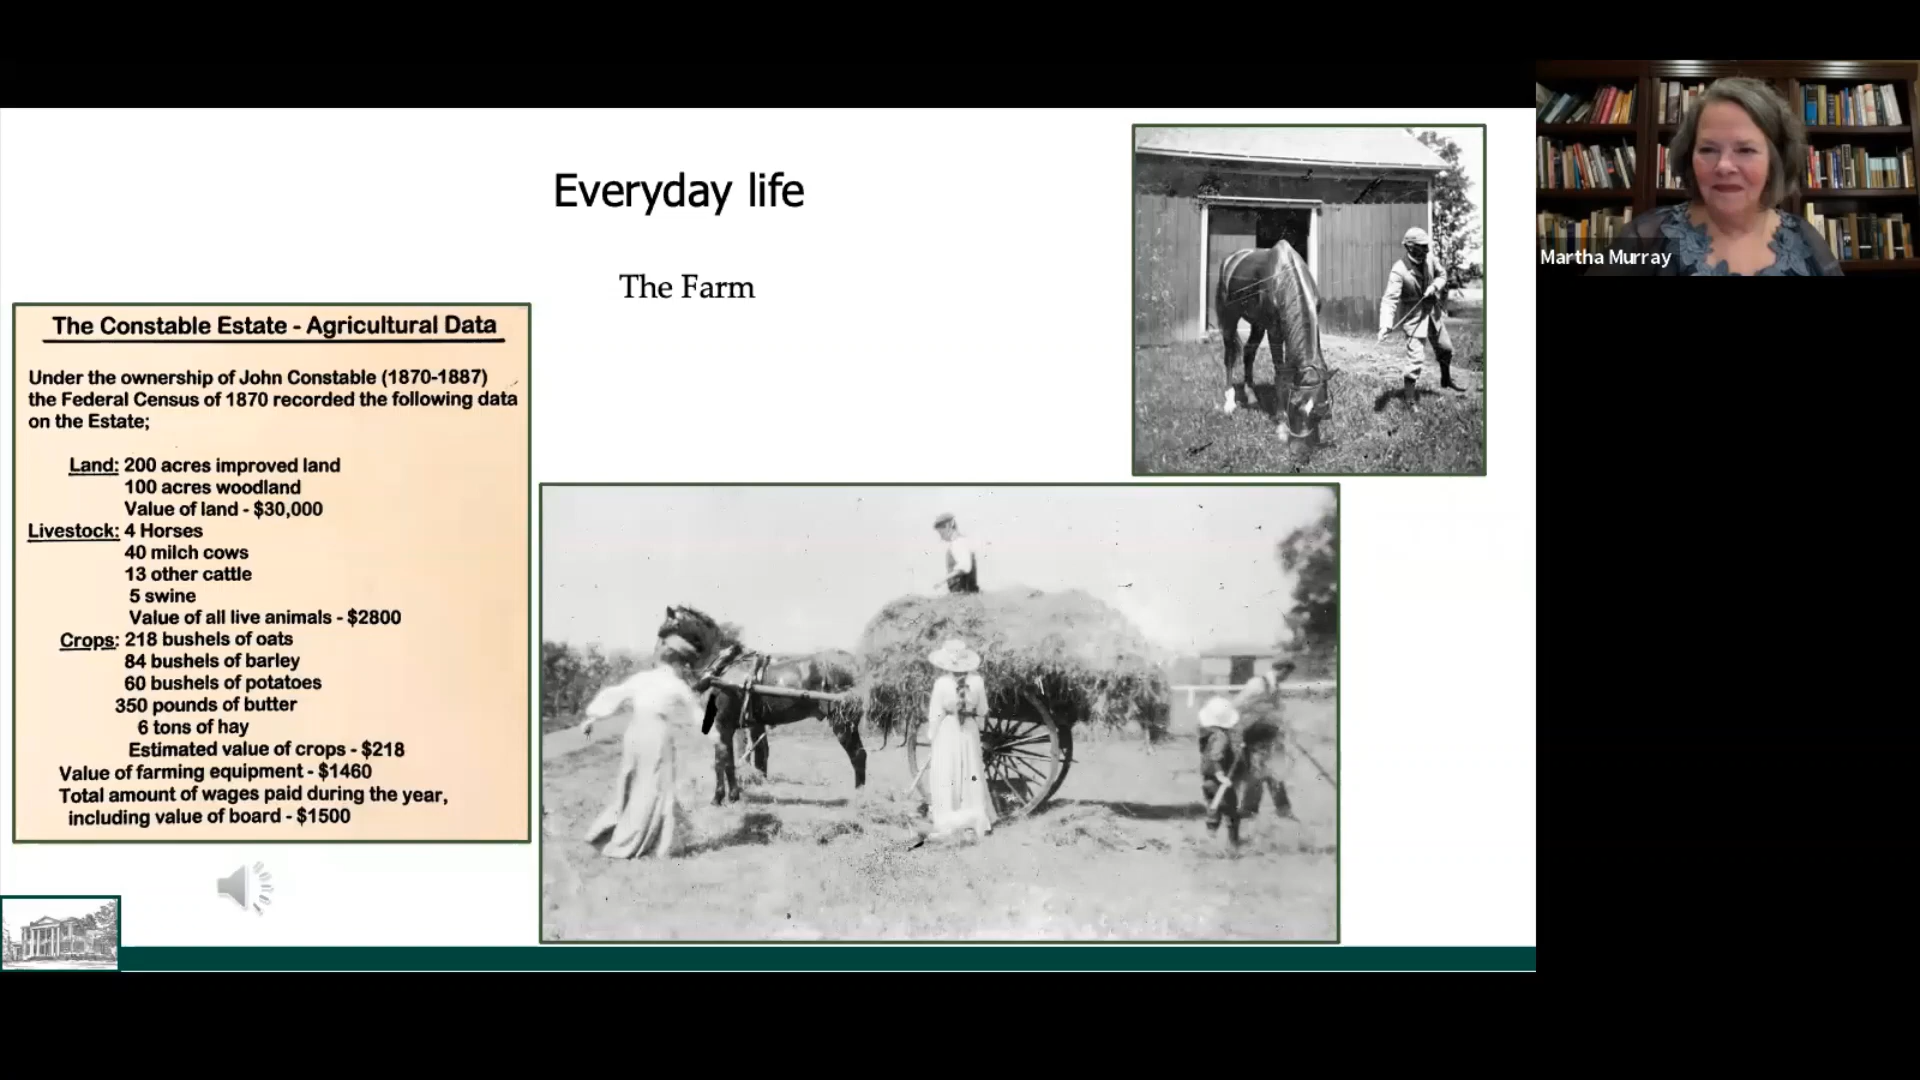 Everyday life
The Farm
The Constable Estate - Agricultural Data
Under the ownership of John Constable (1870-1887)
the Federal Census of 1870 recorded the following data
on the Estate;
Land: 200 acres improved land
100 acres woodland
Value of land - $30,000
Livestock: 4 Horses
40 milch cows
13 other cattle
5 swine
Value of all live animals - $2800
Crops: 218 bushels of oats
84 bushels of barley
60 bushels of potatoes
350 pounds of butter
6 tons of hay
Estimated value of crops - $218
Value of farming equipment - $1460
Total amount of wages paid during the year,
including value of board - $1500
Martha Murray